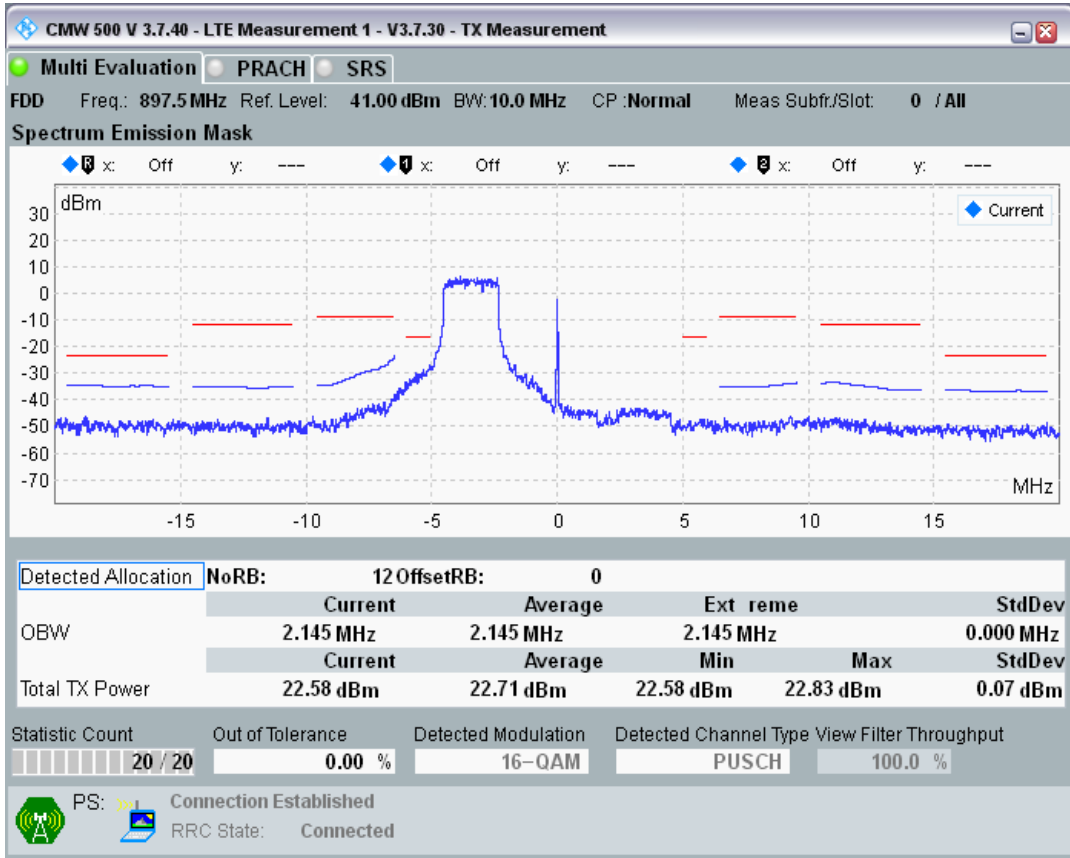 CMW 500 V 3.7.40 - LTE Measurement 1 - V3.7.30 - TX Measurement
Multi Evaluation PRACH SRS
FDD Freq.: 897.5 MHz Ref. Level: 41.00 dBm BW: 10.0 MHz CP :Normal Meas Subfr./Slot: 0 / All
Spectrum Emission Mask
R x: Off y: --- 1 x: Off y: --- 2 x: Off y: ---
dBm
Current
30
20
10
0
-10
-20
-30
-40
-50
-60
-70
MHz
-15 -10 -5 0 5 10 15
Detected Allocation NoRB: 12 OffsetRB: 0
Current Average Ext reme StdDev
OBW 2.145 MHz 2.145 MHz 2.145 MHz 0.000 MHz
Current Average Min Max StdDev
Total TX Power 22.58 dBm 22.71 dBm 22.58 dBm 22.83 dBm 0.07 dBm
Statistic Count Out of Tolerance Detected Modulation Detected Channel Type View Filter Throughput
20 / 20 0.00 % 16-QAM PUSCH 100.0 %
PS: Connection Established
RRC State: Connected